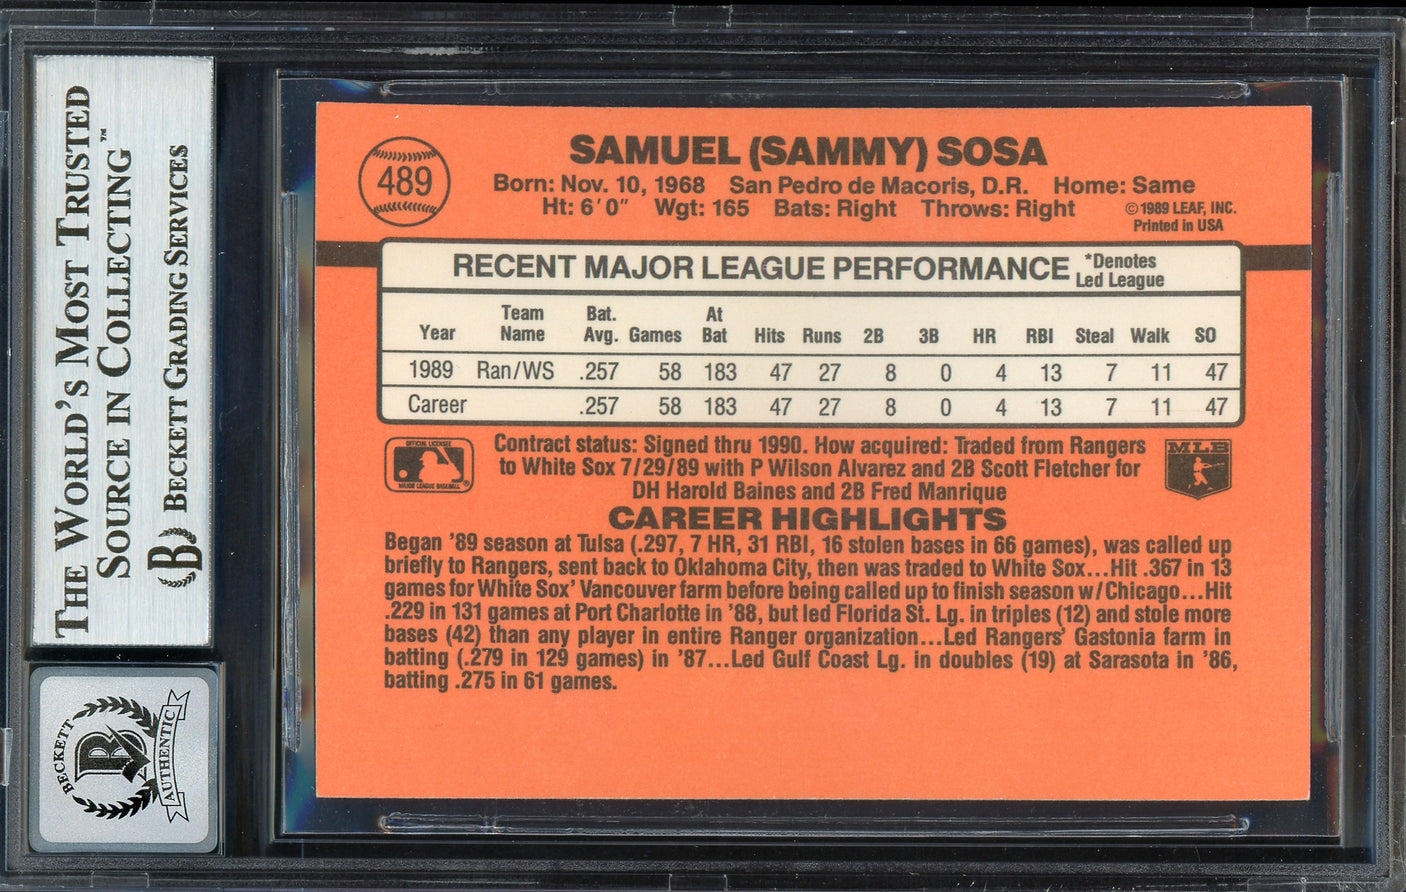 THE WORLD'S MOST TRUSTED
SOURCE IN COLLECTING™
BECKETT GRADING SERVICES
B
BECKETT
B
AUTHENTIC
489
SAMUEL (SAMMY) SOSA
Born: Nov. 10, 1968 San Pedro de Macoris, D.R. Home: Same
Ht: 6'0" Wgt: 165 Bats: Right Throws: Right
©1989 LEAF, INC.
Printed in USA
RECENT MAJOR LEAGUE PERFORMANCE *Denotes
Led League
Year Team Name Bat. Avg. Games At Bat Hits Runs 2B 3B HR RBI Steal Walk SO
1989 Ran/WS .257 58 183 47 27 8 0 4 13 7 11 47
Career .257 58 183 47 27 8 0 4 13 7 11 47
OFFICIAL LICENSEE
MAJOR LEAGUE BASEBALL®
Contract status: Signed thru 1990. How acquired: Traded from Rangers
to White Sox 7/29/89 with P Wilson Alvarez and 2B Scott Fletcher for
DH Harold Baines and 2B Fred Manrique
MLB
CAREER HIGHLIGHTS
Began '89 season at Tulsa (.297, 7 HR, 31 RBI, 16 stolen bases in 66 games), was called up
briefly to Rangers, sent back to Oklahoma City, then was traded to White Sox...Hit .367 in 13
games for White Sox' Vancouver farm before being called up to finish season w/Chicago...Hit
.229 in 131 games at Port Charlotte in '88, but led Florida St. Lg. in triples (12) and stole more
bases (42) than any player in entire Ranger organization...Led Rangers' Gastonia farm in
batting (.279 in 129 games) in '87...Led Gulf Coast Lg. in doubles (19) at Sarasota in '86,
batting .275 in 61 games.